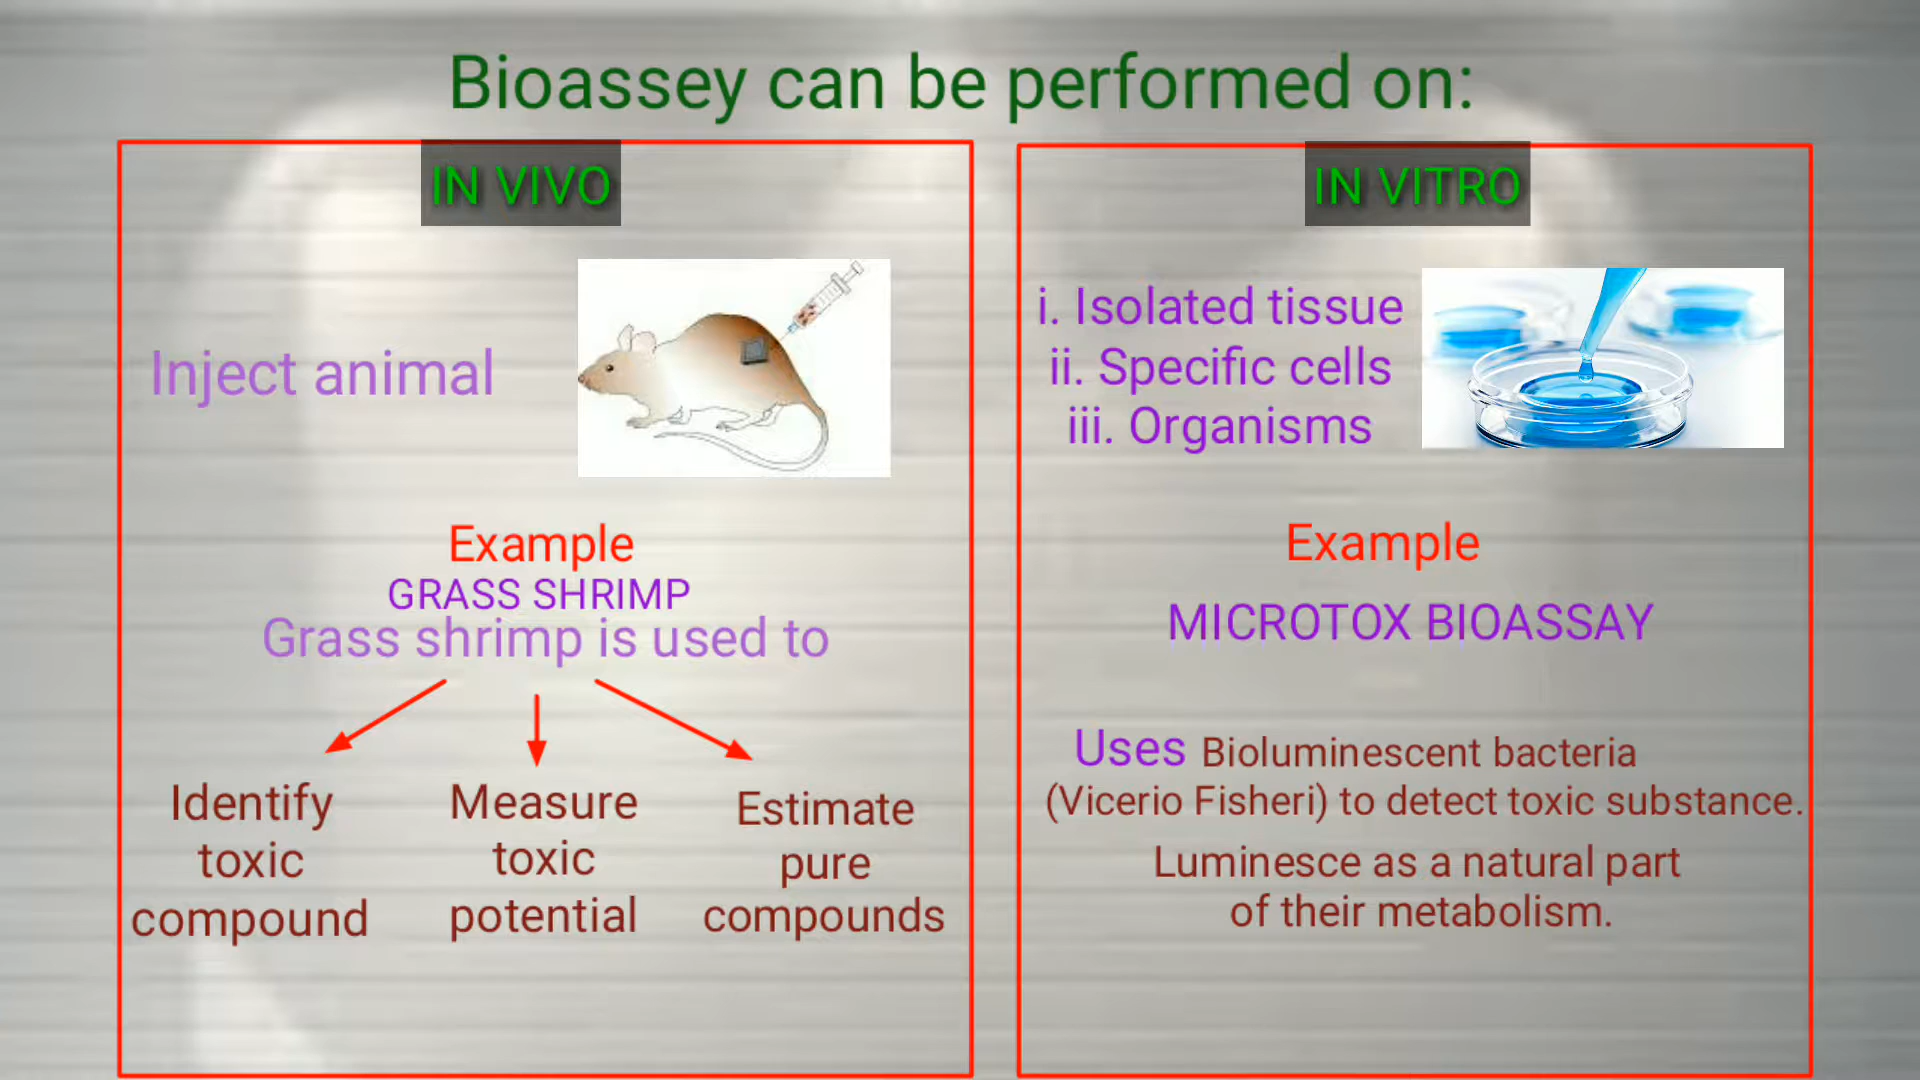 Bioassey can be performed on:
IN VIVO
Inject animal
Example
GRASS SHRIMP
Grass shrimp is used to
Identify
toxic
compound
Measure
toxic
potential
Estimate
pure
compounds
IN VITRO
i. Isolated tissue
ii. Specific cells
iii. Organisms
Example
MICROTOX BIOASSAY
Uses Bioluminescent bacteria
(Vicerio Fisheri) to detect toxic substance.
Luminesce as a natural part
of their metabolism.